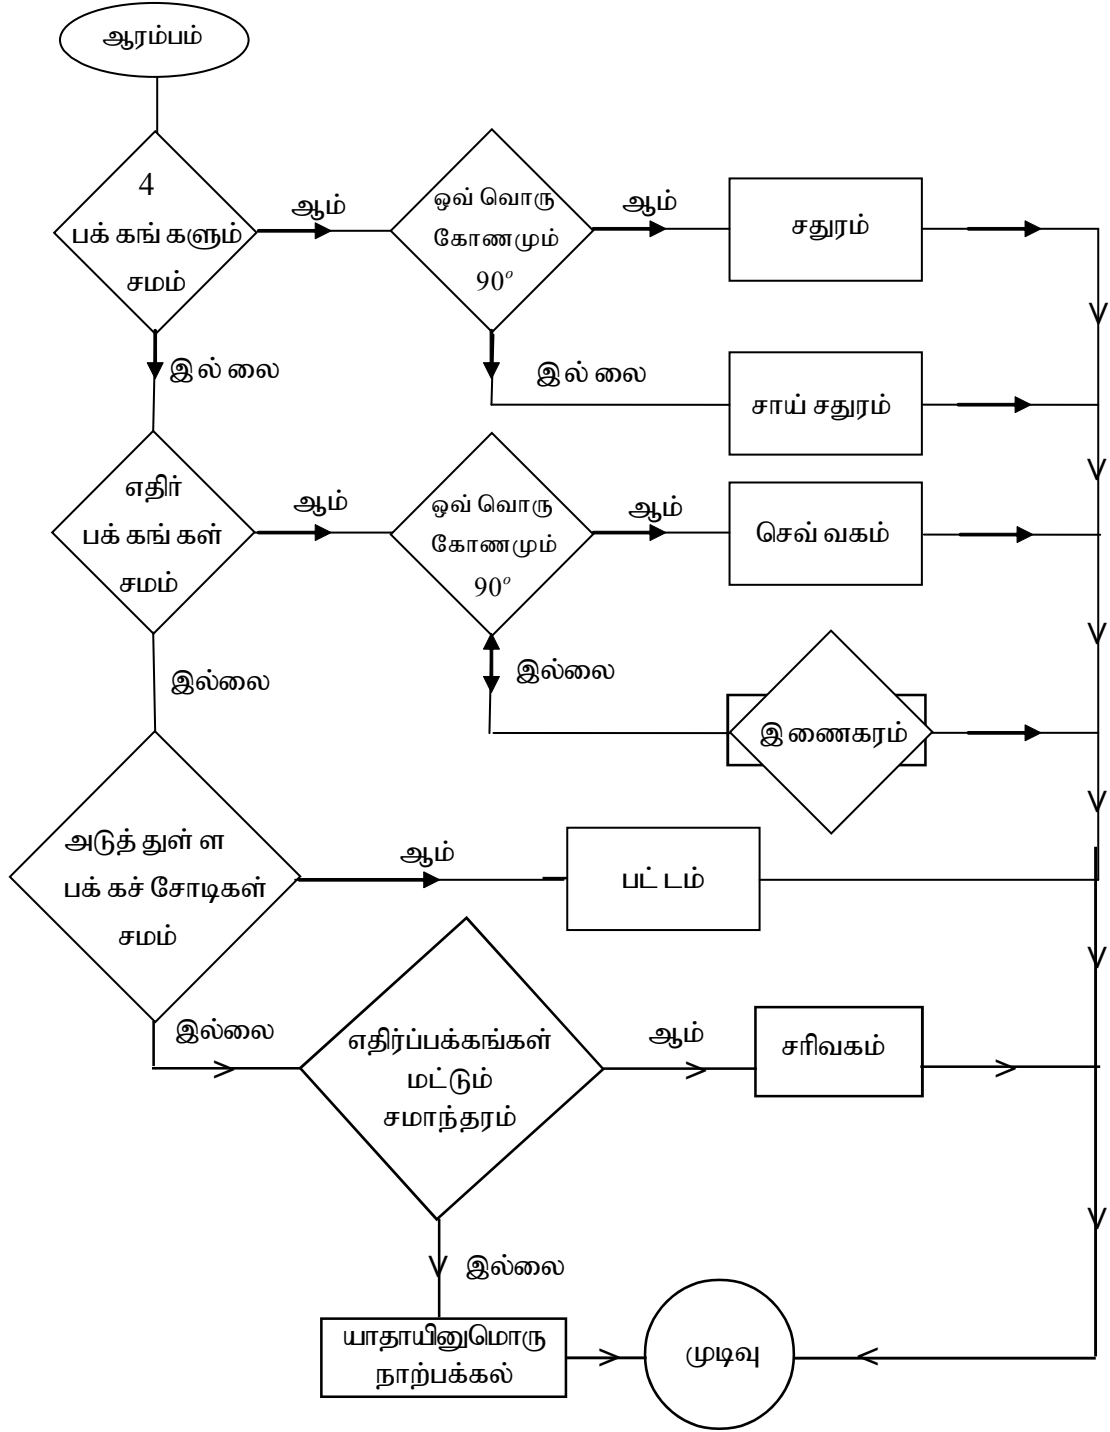 ஆரம்பம்
4
பக்கங்களும்
சமம்
ஆம்
ஒவ்வொரு
கோணமும்
90°
ஆம்
சதுரம்
இல்லை
இல்லை
சாய்சதுரம்
எதிர்
பக்கங்கள்
சமம்
ஆம்
ஒவ்வொரு
கோணமும்
90°
ஆம்
செவ்வகம்
இல்லை
இல்லை
இணைகரம்
அடுத்துள்ள
பக்கச்சோடிகள்
சமம்
ஆம்
பட்டம்
இல்லை
எதிர்ப்பக்கங்கள்
மட்டும்
சமாந்தரம்
ஆம்
சரிவகம்
இல்லை
யாதாயினுமொரு
நாற்பக்கல்
முடிவு